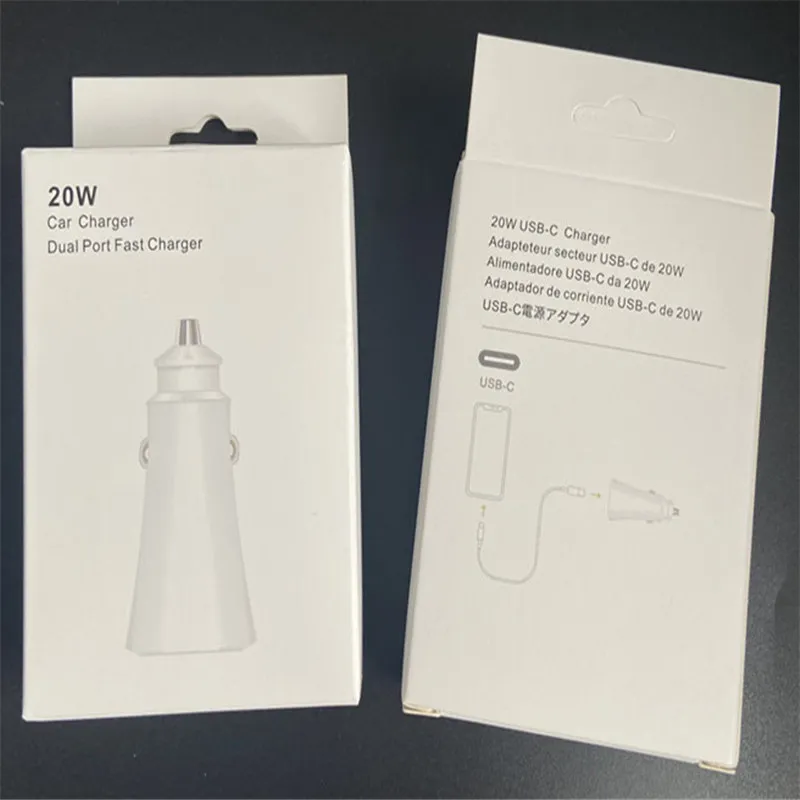 20W
Car Charger
Dual Port Fast Charger
20W USB-C Charger
Adapteteur secteur USB-C de 20W
Alimentadore USB-C da 20W
Adaptador de corriente USB-C de 20W
USB-C電源アダプタ
USB-C